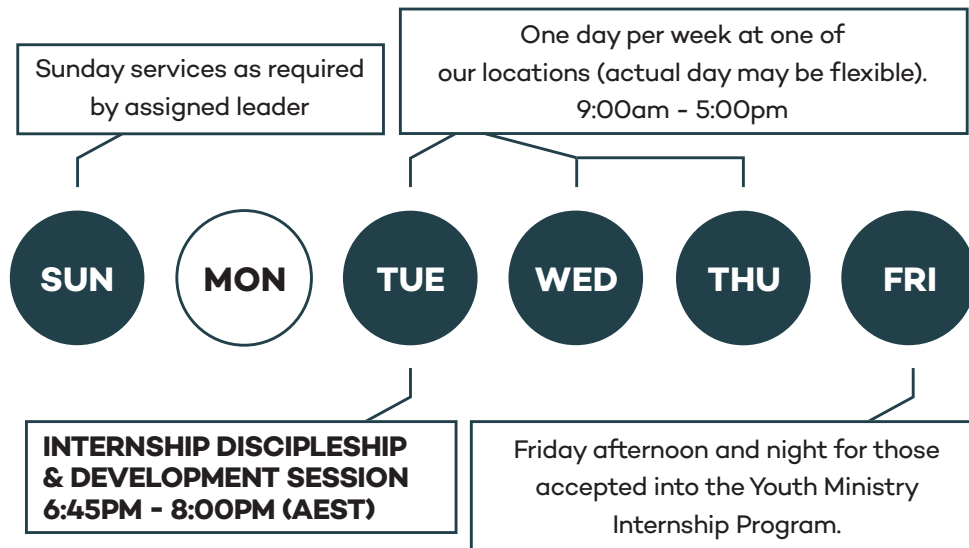 Sunday services as required
by assigned leader
One day per week at one of
our locations (actual day may be flexible).
9:00am - 5:00pm
SUN
MON
TUE
WED
THU
FRI
INTERNSHIP DISCIPLESHIP
& DEVELOPMENT SESSION
6:45PM - 8:00PM (AEST)
Friday afternoon and night for those
accepted into the Youth Ministry
Internship Program.